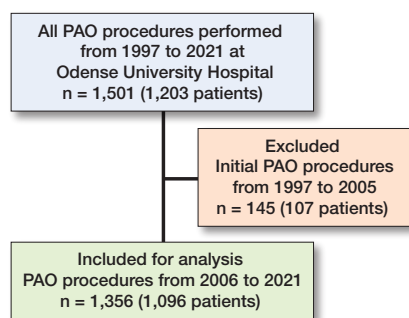 All PAO procedures performed
from 1997 to 2021 at
Odense University Hospital
n = 1,501 (1,203 patients)
Excluded
Initial PAO procedures
from 1997 to 2005
n = 145 (107 patients)
Included for analysis
PAO procedures from 2006 to 2021
n = 1,356 (1,096 patients)